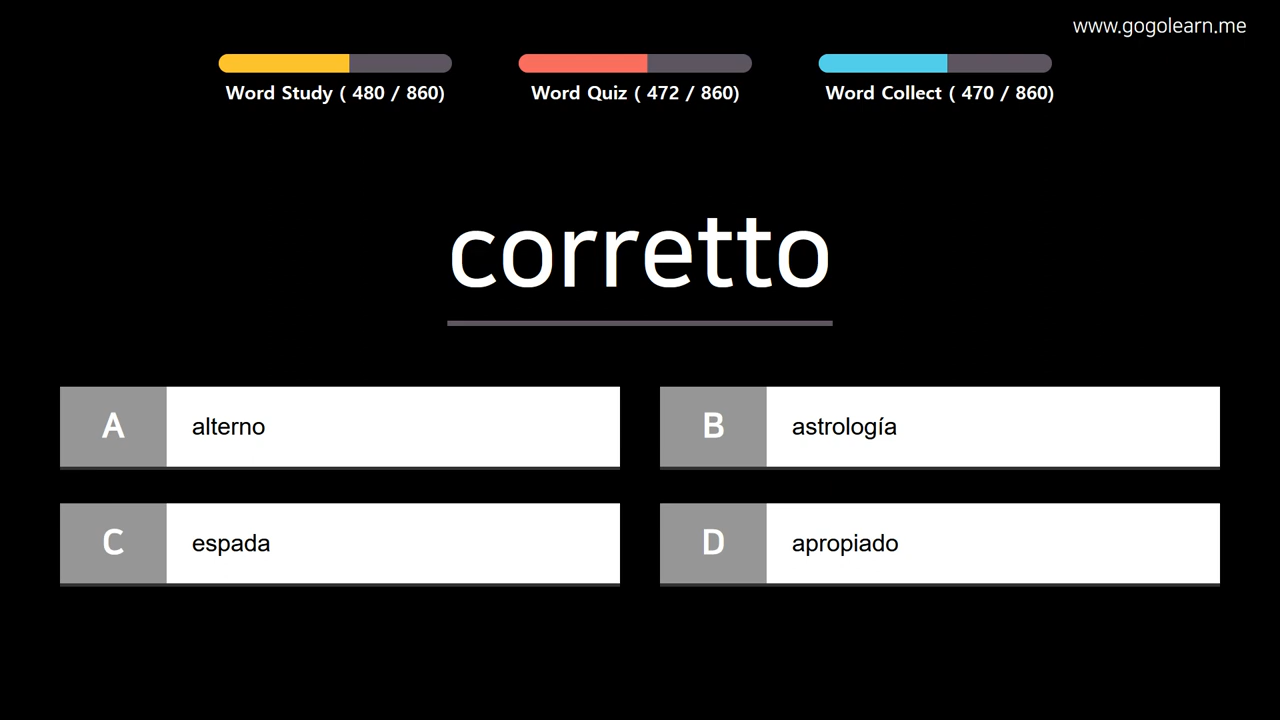 www.gogolearn.me
Word Study ( 480 / 860)
Word Quiz ( 472 / 860)
Word Collect ( 470 / 860)
corretto
A
alterno
B
astrología
C
espada
D
apropiado